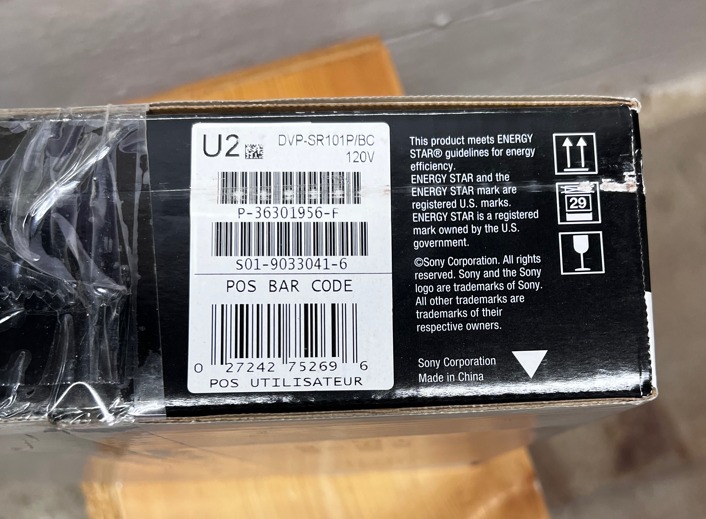 U2
DVP-SR101P/BC
120V
P-36301956-F
S01-9033041-6
POS BAR CODE
0 27242 75269 6
POS UTILISATEUR
This product meets ENERGY
STAR® guidelines for energy
efficiency.
ENERGY STAR and the
ENERGY STAR mark are
registered U.S. marks.
ENERGY STAR is a registered
mark owned by the U.S.
government.
©Sony Corporation. All rights
reserved. Sony and the Sony
logo are trademarks of Sony.
All other trademarks are
trademarks of their
respective owners.
Sony Corporation
Made in China
29